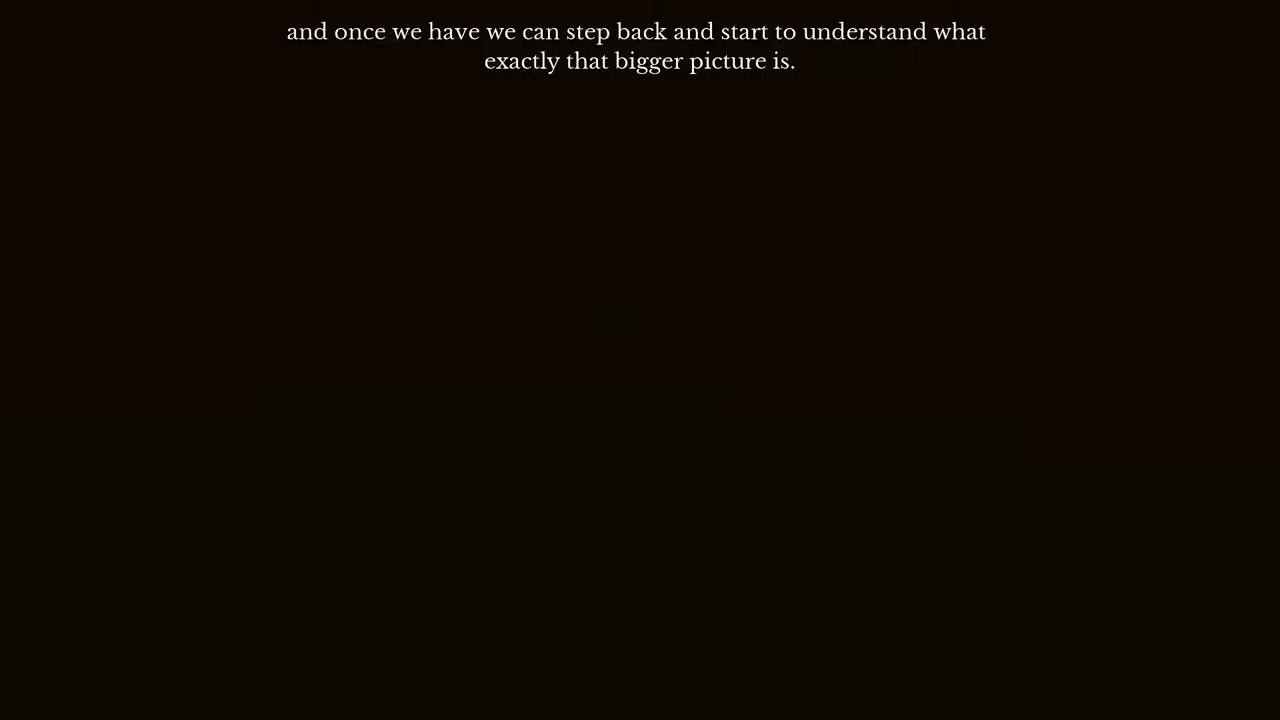 and once we have we can step back and start to understand what
exactly that bigger picture is.